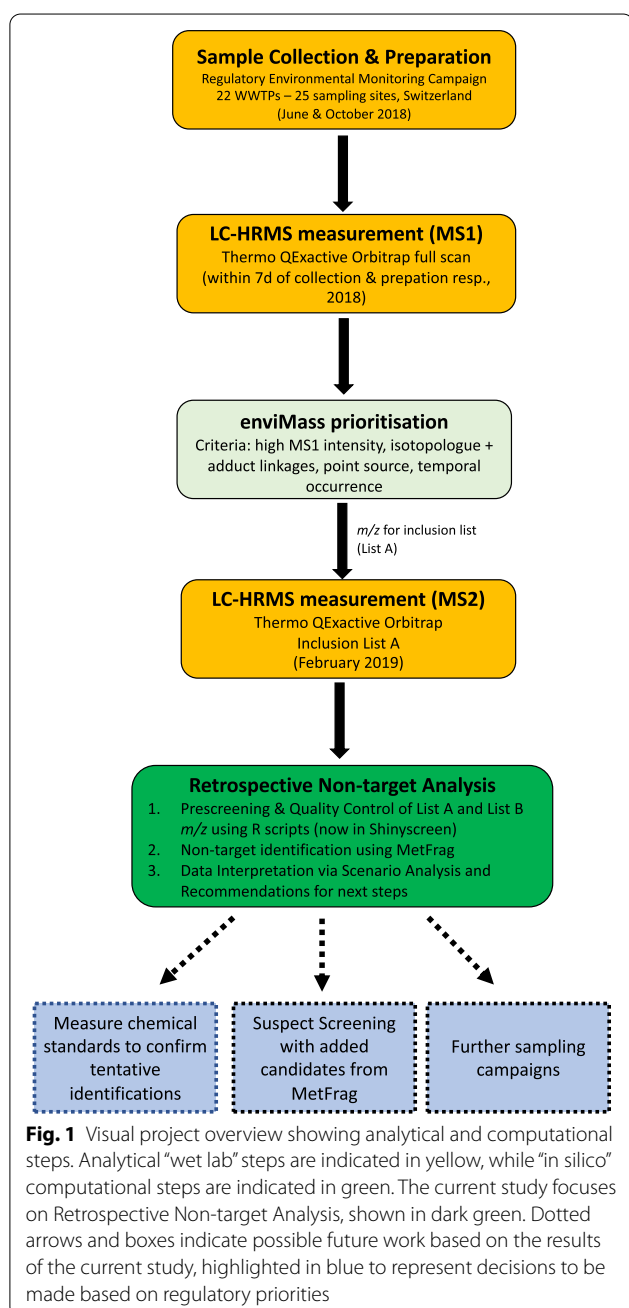 Sample Collection & Preparation
Regulatory Environmental Monitoring Campaign
22 WWTPs – 25 sampling sites, Switzerland
(June & October 2018)
LC-HRMS measurement (MS1)
Thermo QExactive Orbitrap full scan
(within 7d of collection & prepation resp.,
2018)
enviMass prioritisation
Criteria: high MS1 intensity, isotopologue +
adduct linkages, point source, temporal
occurrence
m/z for inclusion list
(List A)
LC-HRMS measurement (MS2)
Thermo QExactive Orbitrap
Inclusion List A
(February 2019)
Retrospective Non-target Analysis
1. Prescreening & Quality Control of List A and List B
m/z using R scripts (now in Shinyscreen)
2. Non-target identification using MetFrag
3. Data Interpretation via Scenario Analysis and
Recommendations for next steps
Measure chemical
standards to confirm
tentative
identifications
Suspect Screening
with added
candidates from
MetFrag
Further sampling
campaigns
Fig. 1 Visual project overview showing analytical and computational
steps. Analytical “wet lab” steps are indicated in yellow, while “in silico”
computational steps are indicated in green. The current study focuses
on Retrospective Non-target Analysis, shown in dark green. Dotted
arrows and boxes indicate possible future work based on the results
of the current study, highlighted in blue to represent decisions to be
made based on regulatory priorities